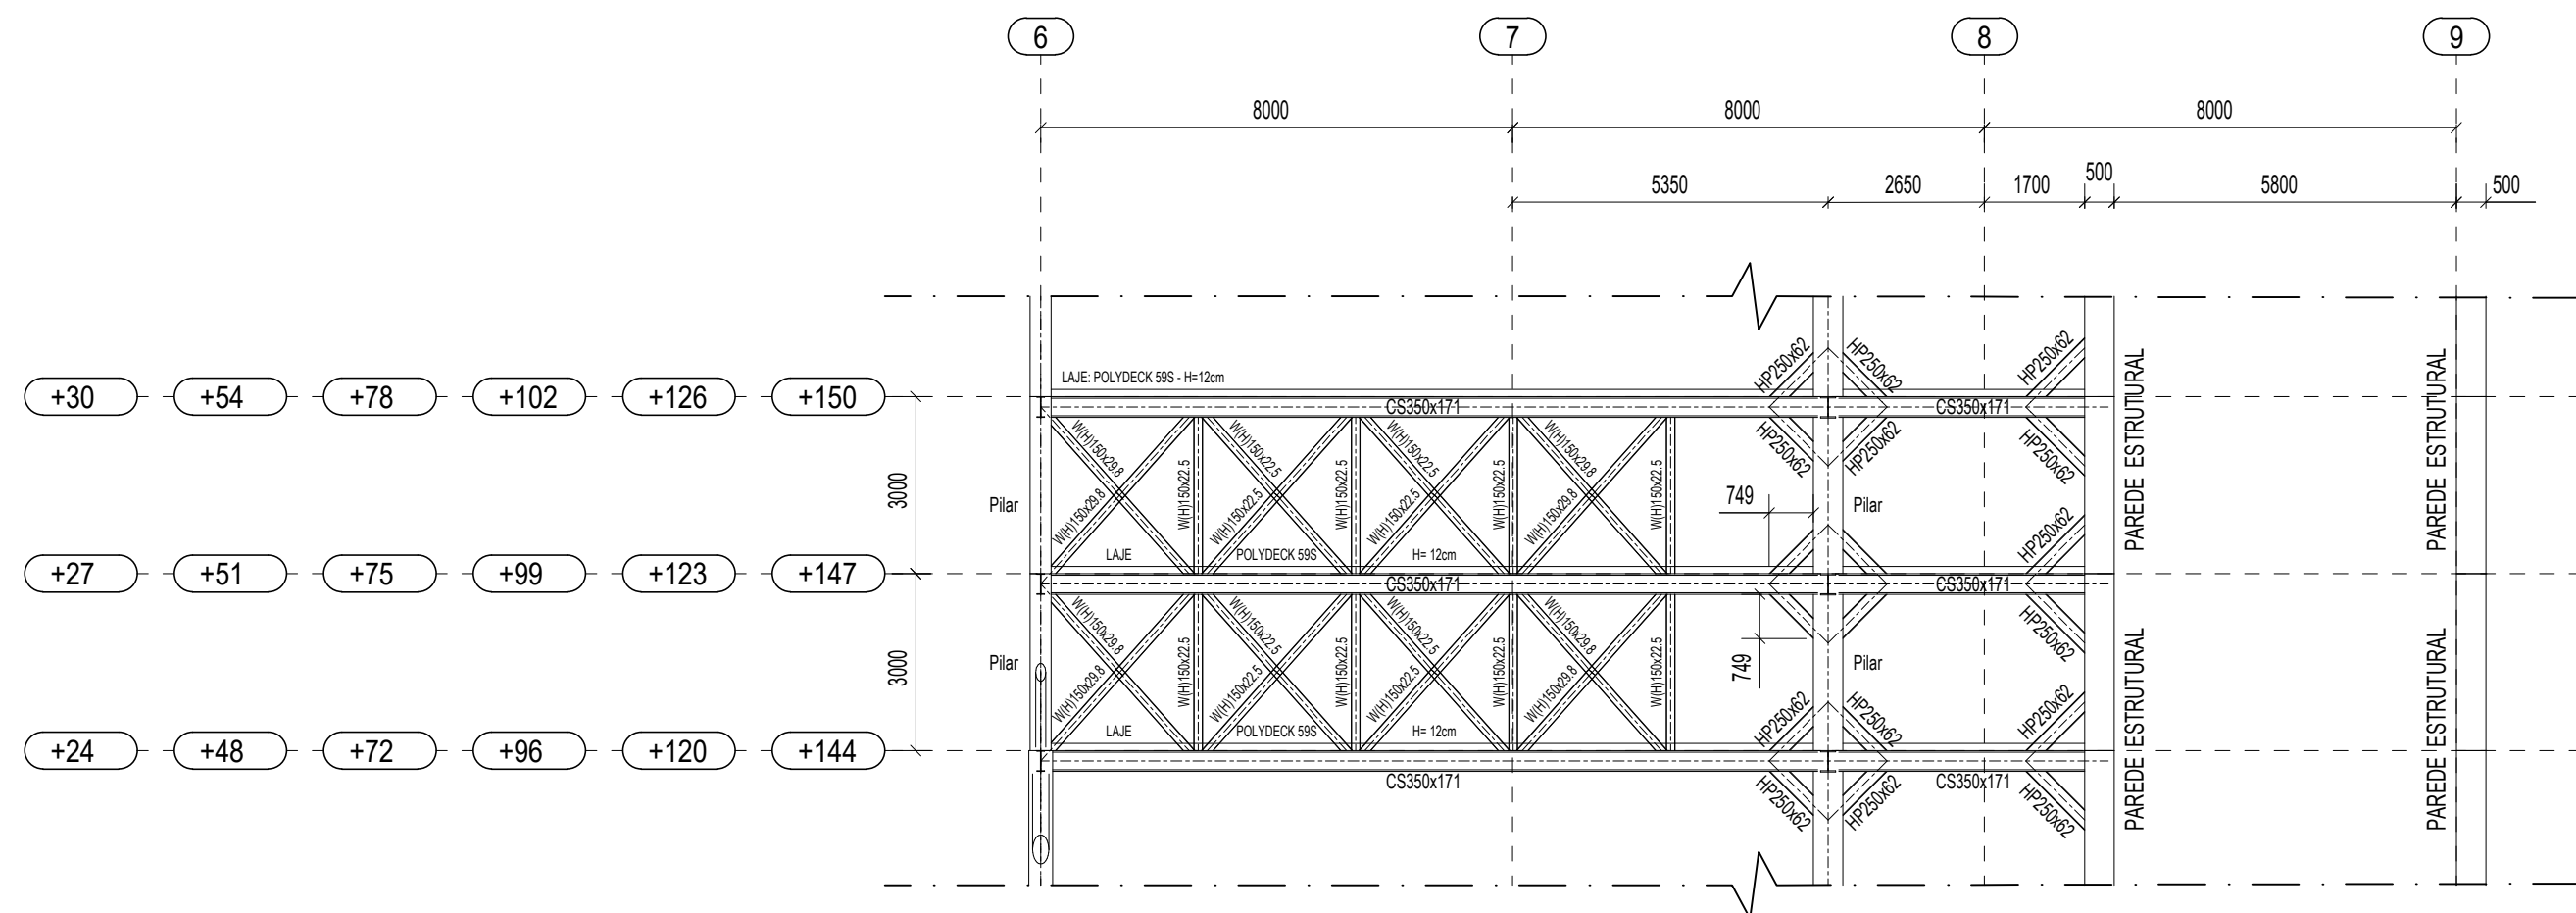 6 7 8 9
8000 8000 8000
5350 2650 1700 500 5800 500
HP250x62 HP250x62 HP250x62
LAJE: POLYDECK 59S - H=12cm
+30 +54 +78 +102 +126 +150
CS350x171 CS350x171
W(H)150x29.8 W(H)150x22.5 W(H)150x22.5 W(H)150x29.8
HP250x62 HP250x62 HP250x62
PAREDE ESTRUTURAL PAREDE ESTRUTURAL
3000
W(H)150x22.5 W(H)150x22.5 W(H)150x22.5 W(H)150x22.5
749
Pilar Pilar
W(H)150x29.8 W(H)150x22.5 W(H)150x22.5 W(H)150x29.8
HP250x62
LAJE POLYDECK 59S H= 12cm
+27 +51 +75 +99 +123 +147
CS350x171 CS350x171
W(H)150x29.8 W(H)150x22.5 W(H)150x22.5 W(H)150x29.8
HP250x62
3000
749
Pilar Pilar
W(H)150x22.5 W(H)150x22.5 W(H)150x22.5 W(H)150x22.5
W(H)150x29.8 W(H)150x22.5 W(H)150x22.5 W(H)150x29.8
HP250x62 HP250x62 HP250x62
PAREDE ESTRUTURAL PAREDE ESTRUTURAL
LAJE POLYDECK 59S H= 12cm
+24 +48 +72 +96 +120 +144
CS350x171 CS350x171
HP250x62 HP250x62 HP250x62